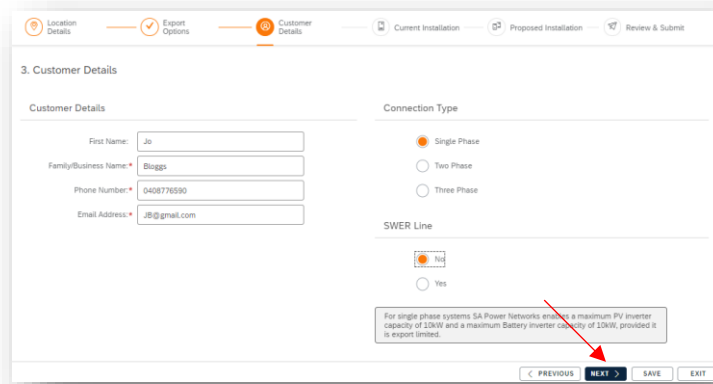 Location Details
Export Options
Customer Details
Current Installation
Proposed Installation
Review & Submit
3. Customer Details
Customer Details
First Name: Jo
Family/Business Name:* Bloggs
Phone Number:* 0408776590
Email Address:* JB@gmail.com
Connection Type
Single Phase
Two Phase
Three Phase
SWER Line
No
Yes
For single phase systems SA Power Networks enables a maximum PV inverter
capacity of 10kW and a maximum Battery inverter capacity of 10kW, provided it
is export limited.
< PREVIOUS
NEXT >
SAVE
EXIT